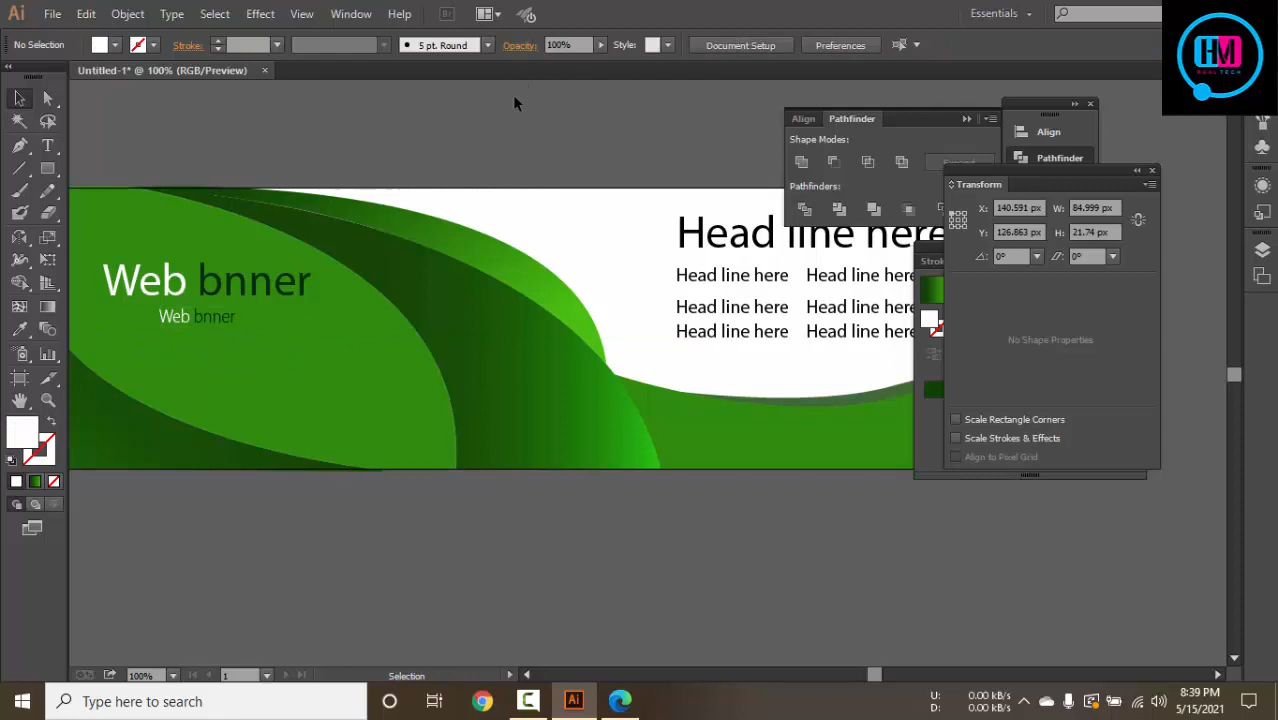 File Edit Object Type Select Effect View Window Help Br Essentials
HM
REALTECH
No Selection Stroke: 5 pt. Round Opacity: 100% Style: Document Setup Preferences
Untitled-1* @ 100% (RGB/Preview)
Align Pathfinder
Shape Modes:
Expand
Pathfinders:
Align
Pathfinder
Transform
X: 140.591 px W: 84.999 px
Y: 126.863 px H: 21.74 px
0° 0°
No Shape Properties
Scale Rectangle Corners
Scale Strokes & Effects
Align to Pixel Grid
Head line here
Head line here Head line here
Head line here Head line here
Head line here Head line here
Web bnner
Web bnner
100% 1 Selection
Type here to search
Ai
U: 0.00 kB/s
D: 0.00 kB/s
8:39 PM
5/15/2021